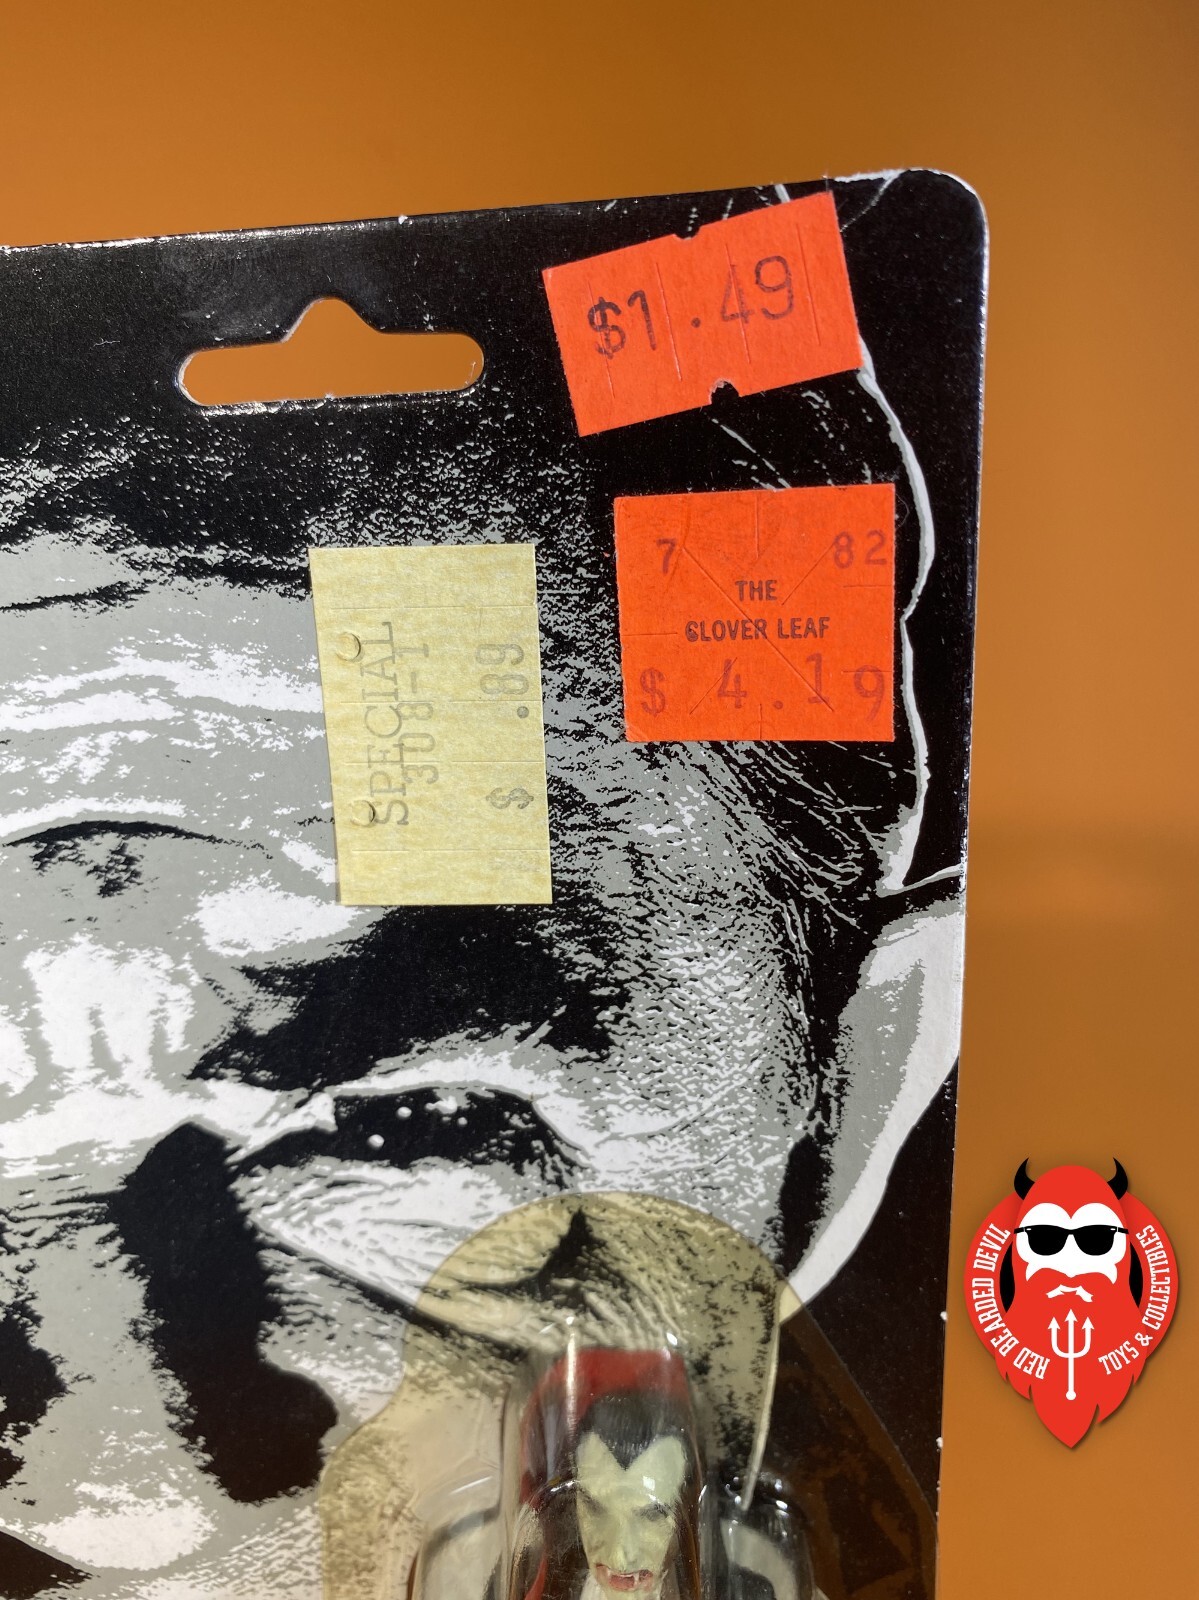 $1.49
7 82
THE
CLOVER LEAF
$ 4.19
SPECIAL
308-1
$ .89
RED BEARDED DEVIL
TOYS & COLLECTIBLES